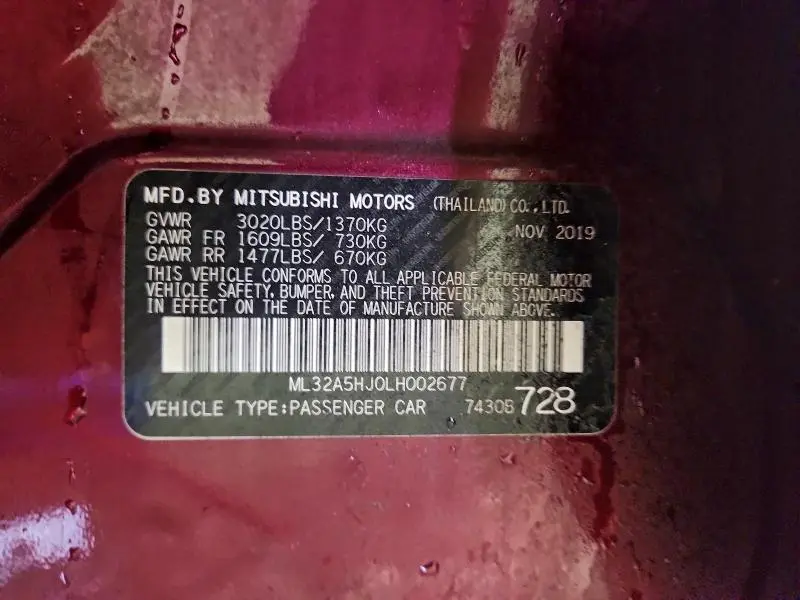 MFD.BY MITSUBISHI MOTORS (THAILAND) CO., LTD.
GVWR 3020LBS/1370KG NOV 2019
GAWR FR 1609LBS/ 730KG
GAWR RR 1477LBS/ 670KG
THIS VEHICLE CONFORMS TO ALL APPLICABLE FEDERAL MOTOR
VEHICLE SAFETY, BUMPER, AND THEFT PREVENTION STANDARDS
IN EFFECT ON THE DATE OF MANUFACTURE SHOWN ABOVE.
ML32A5HJ0LH002677
VEHICLE TYPE:PASSENGER CAR 7430B 728